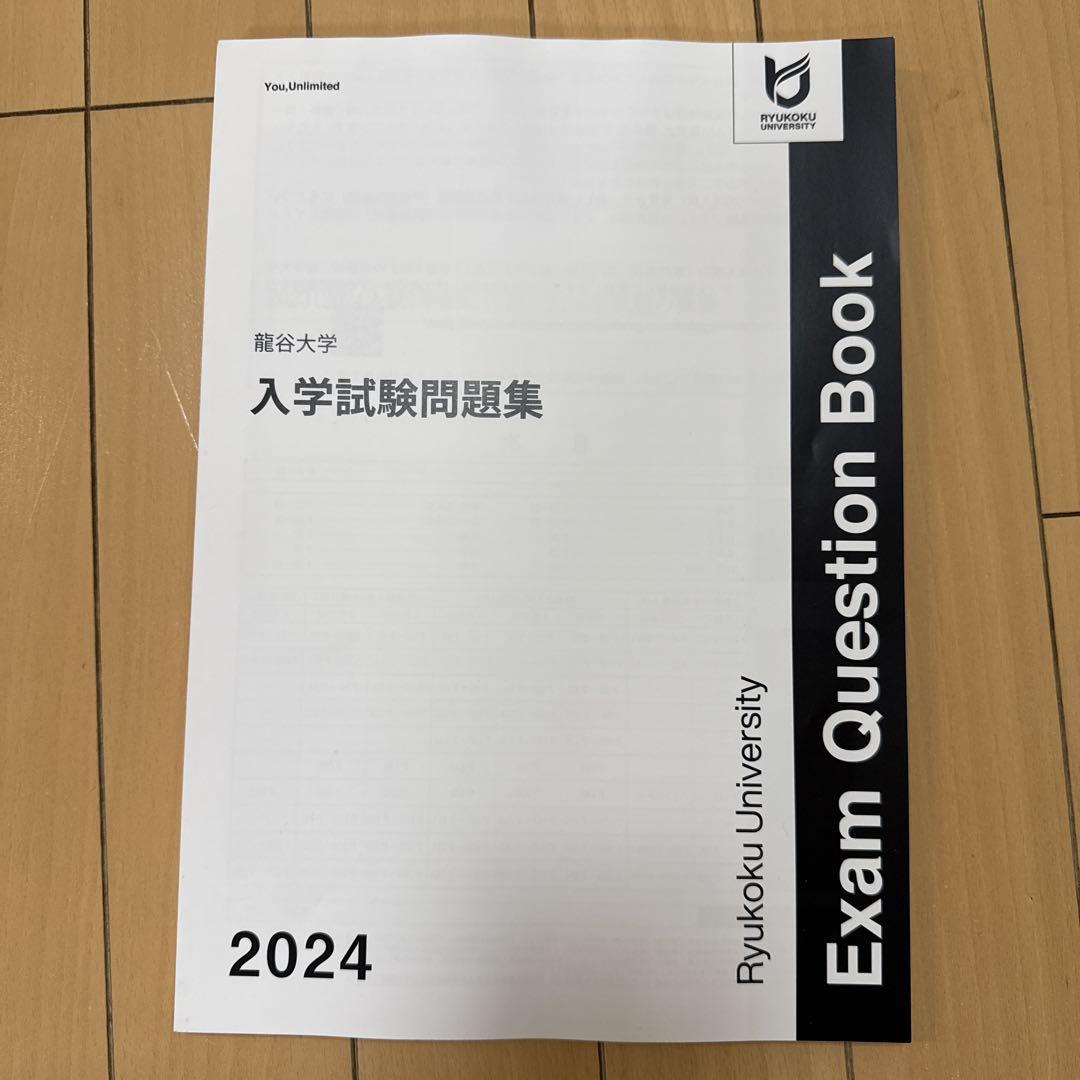 You,Unlimited
RYUKOKU
UNIVERSITY
龍谷大学
入学試験問題集
Exam Question Book
Ryukoku University
2024